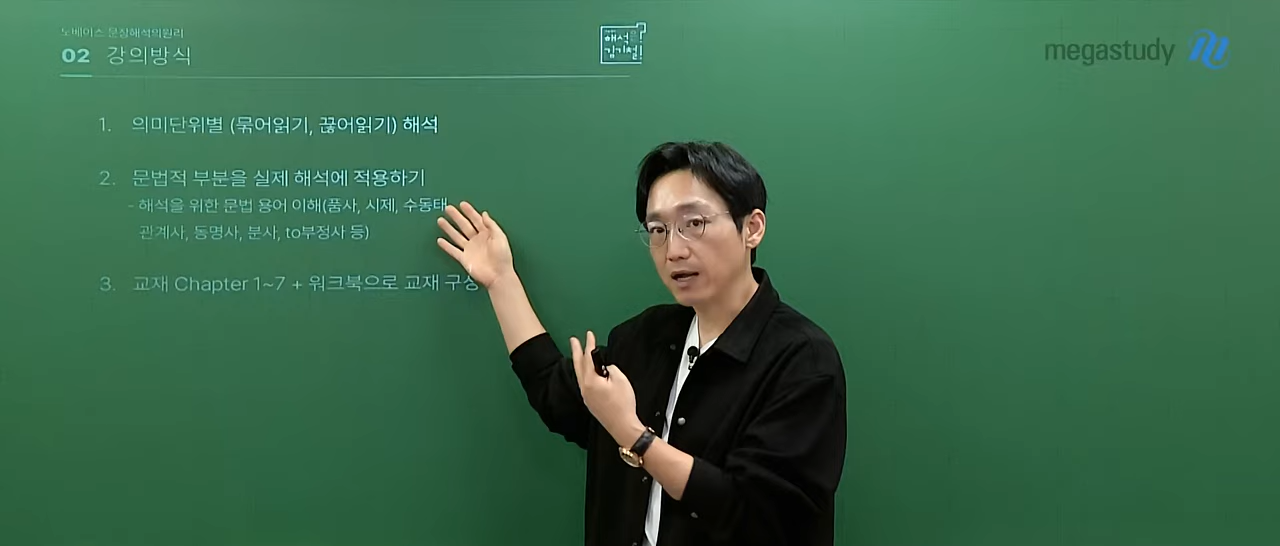 노베이스 문장해석의원리
02 강의방식
해석은!
김기철!
megastudy
1. 의미단위별 (묶어읽기, 끊어읽기) 해석
2. 문법적 부분을 실제 해석에 적용하기
- 해석을 위한 문법 용어 이해(품사, 시제, 수동태
관계사, 동명사, 분사, to부정사 등)
3. 교재 Chapter 1~7 + 워크북으로 교재 구성